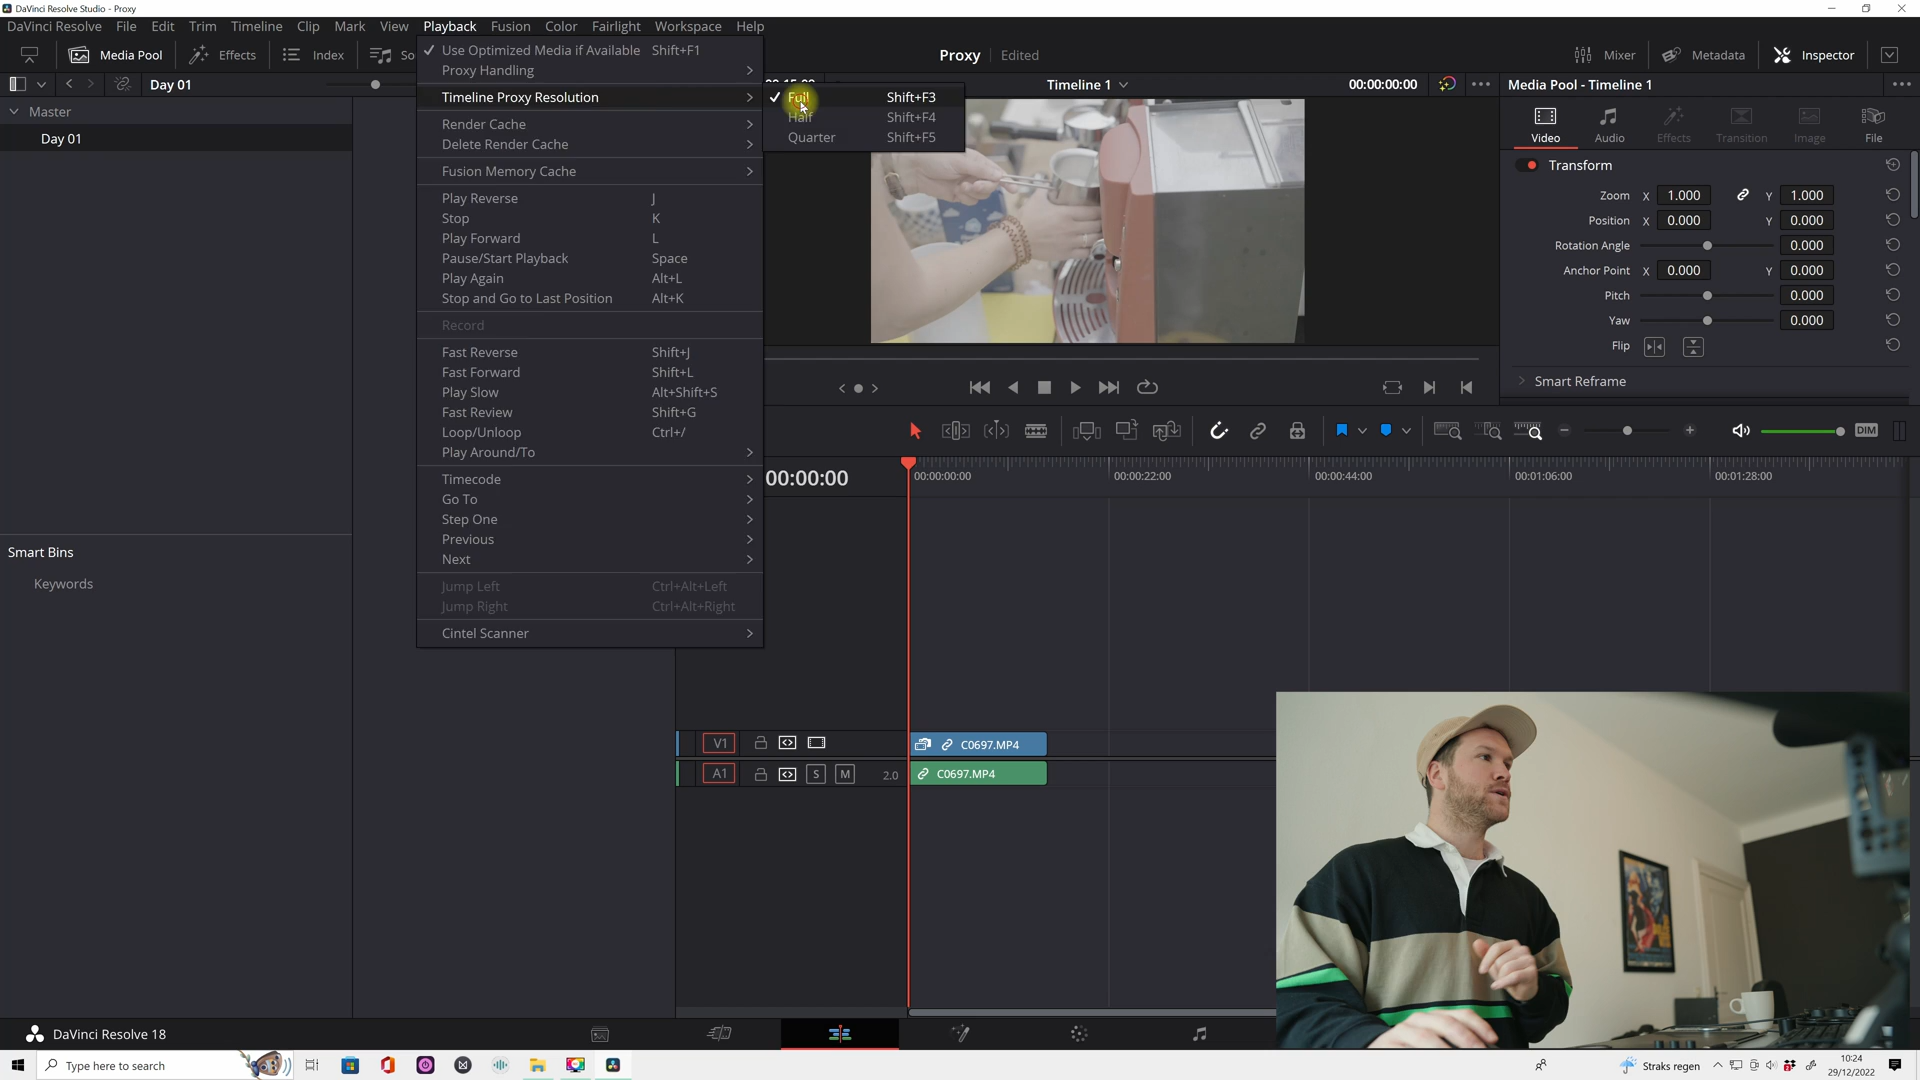 DaVinci Resolve Studio - Proxy
DaVinci Resolve File Edit Trim Timeline Clip Mark View Playback Fusion Color Fairlight Workspace Help
Media Pool Effects Index So
Proxy Edited
Mixer Metadata Inspector
Day 01
Timeline 1
00:00:00:00
Media Pool - Timeline 1
Master
Day 01
Smart Bins
Keywords
Use Optimized Media if Available Shift+F1
Proxy Handling
Timeline Proxy Resolution
Render Cache
Delete Render Cache
Fusion Memory Cache
Play Reverse J
Stop K
Play Forward L
Pause/Start Playback Space
Play Again Alt+L
Stop and Go to Last Position Alt+K
Record
Fast Reverse Shift+J
Fast Forward Shift+L
Play Slow Alt+Shift+S
Fast Review Shift+G
Loop/Unloop Ctrl+/
Play Around/To
Timecode
Go To
Step One
Previous
Next
Jump Left Ctrl+Alt+Left
Jump Right Ctrl+Alt+Right
Cintel Scanner
Full Shift+F3
Half Shift+F4
Quarter Shift+F5
Video Audio Effects Transition Image File
Transform
Zoom X 1.000 Y 1.000
Position X 0.000 Y 0.000
Rotation Angle 0.000
Anchor Point X 0.000 Y 0.000
Pitch 0.000
Yaw 0.000
Flip
Smart Reframe
DIM
00:00:00
00:00:00:00 00:00:22:00 00:00:44:00 00:01:06:00 00:01:28:00
V1 C0697.MP4
A1 S M 2.0 C0697.MP4
DaVinci Resolve 18
Type here to search
Straks regen
10:24
29/12/2022